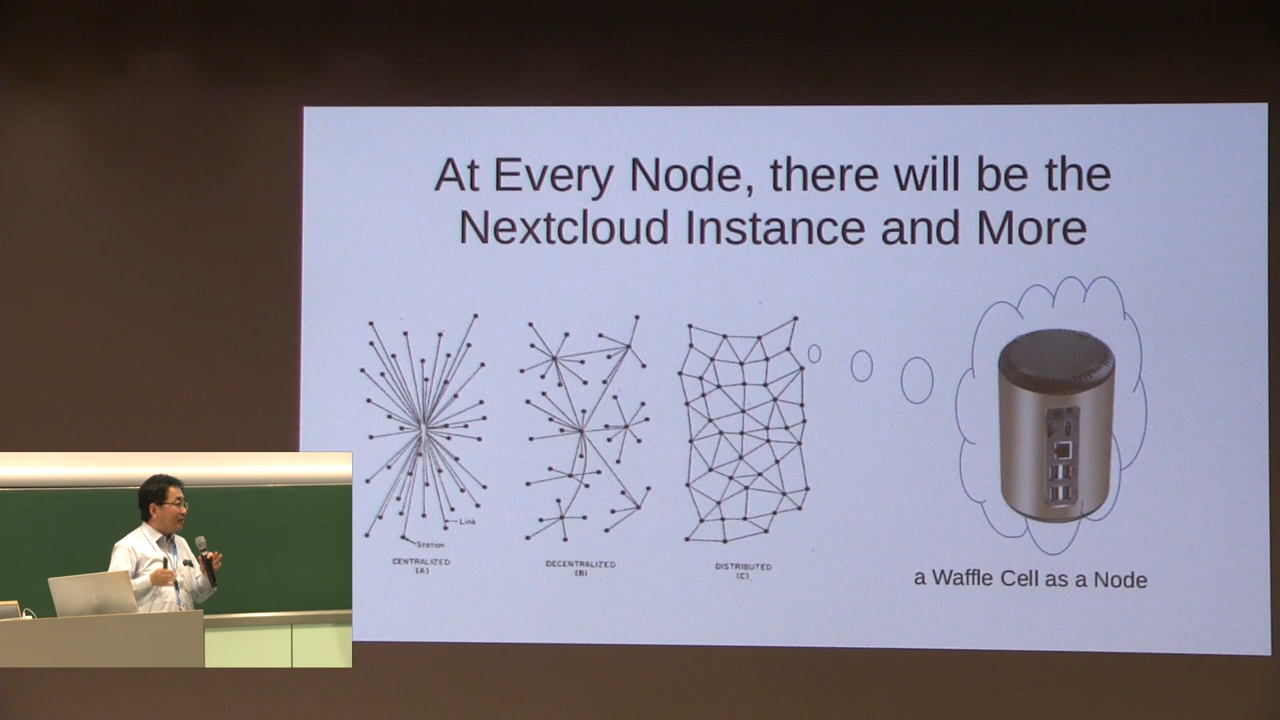 At Every Node, there will be the
Nextcloud Instance and More
Link
Station
CENTRALIZED
(A)
DECENTRALIZED
(B)
DISTRIBUTED
(C)
a Waffle Cell as a Node